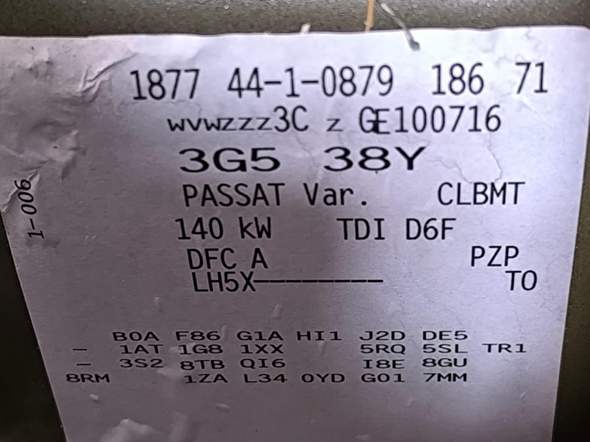 1877 44-1-0879 186 71
WVWZZZ3C Z GE100716
3G5 38Y
PASSAT Var. CLBMT
140 kW TDI D6F
DFC A PZP
LH5X-–––––––– TO
1-006
B0A F86 G1A HI1 J2D DE5
– 1AT 1G8 1XX 5RQ 5SL TR1
– 3S2 8TB QI6 I8E 8GU
8RM 1ZA L34 0YD G01 7MM